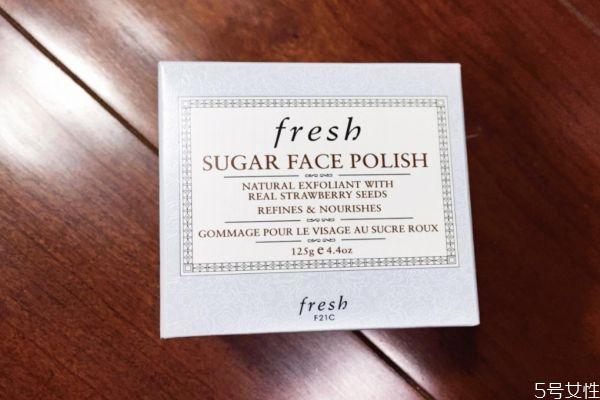 fresh
SUGAR FACE POLISH
NATURAL EXFOLIANT WITH
REAL STRAWBERRY SEEDS
REFINES & NOURISHES
GOMMAGE POUR LE VISAGE AU SUCRE ROUX
125g e 4.4oz
fresh
F21C
5号女性